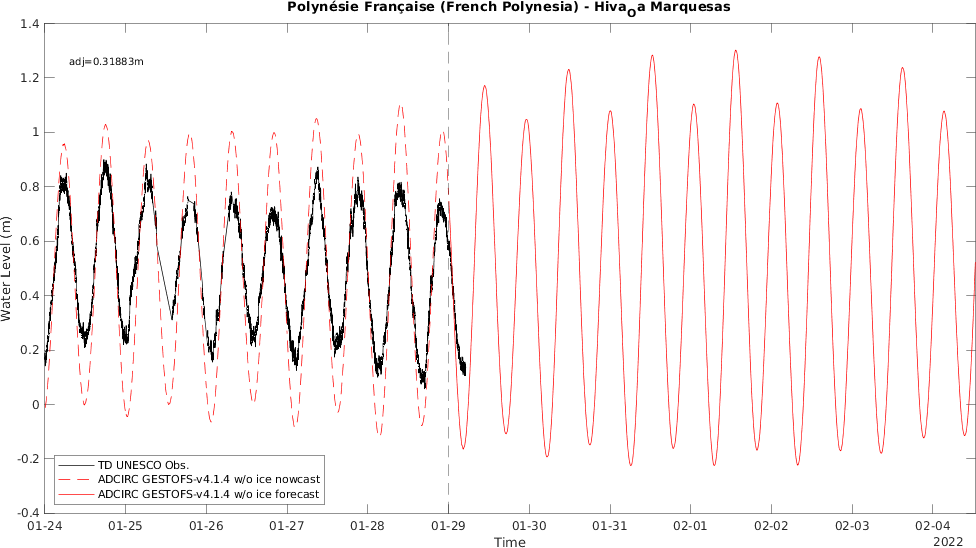 Polynésie Française (French Polynesia) - Hiva_Oa Marquesas
adj=0.31883m
Water Level (m)
1.4
1.2
1
0.8
0.6
0.4
0.2
0
-0.2
-0.4
TD UNESCO Obs.
ADCIRC GESTOFS-v4.1.4 w/o ice nowcast
ADCIRC GESTOFS-v4.1.4 w/o ice forecast
01-24 01-25 01-26 01-27 01-28 01-29 01-30 01-31 02-01 02-02 02-03 02-04
Time
2022